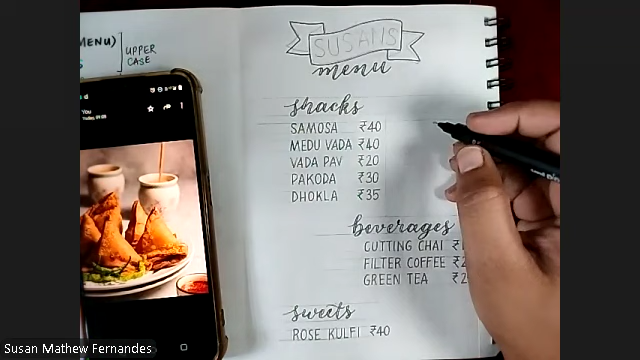 MENU)
UPPER
CASE
You
SUSANS
menu
snacks
SAMOSA ₹40
MEDU VADA ₹40
VADA PAV ₹20
PAKODA ₹30
DHOKLA ₹35
beverages
CUTTING CHAI
FILTER COFFEE
GREEN TEA
sweets
ROSE KULFI ₹40
Susan Mathew Fernandes